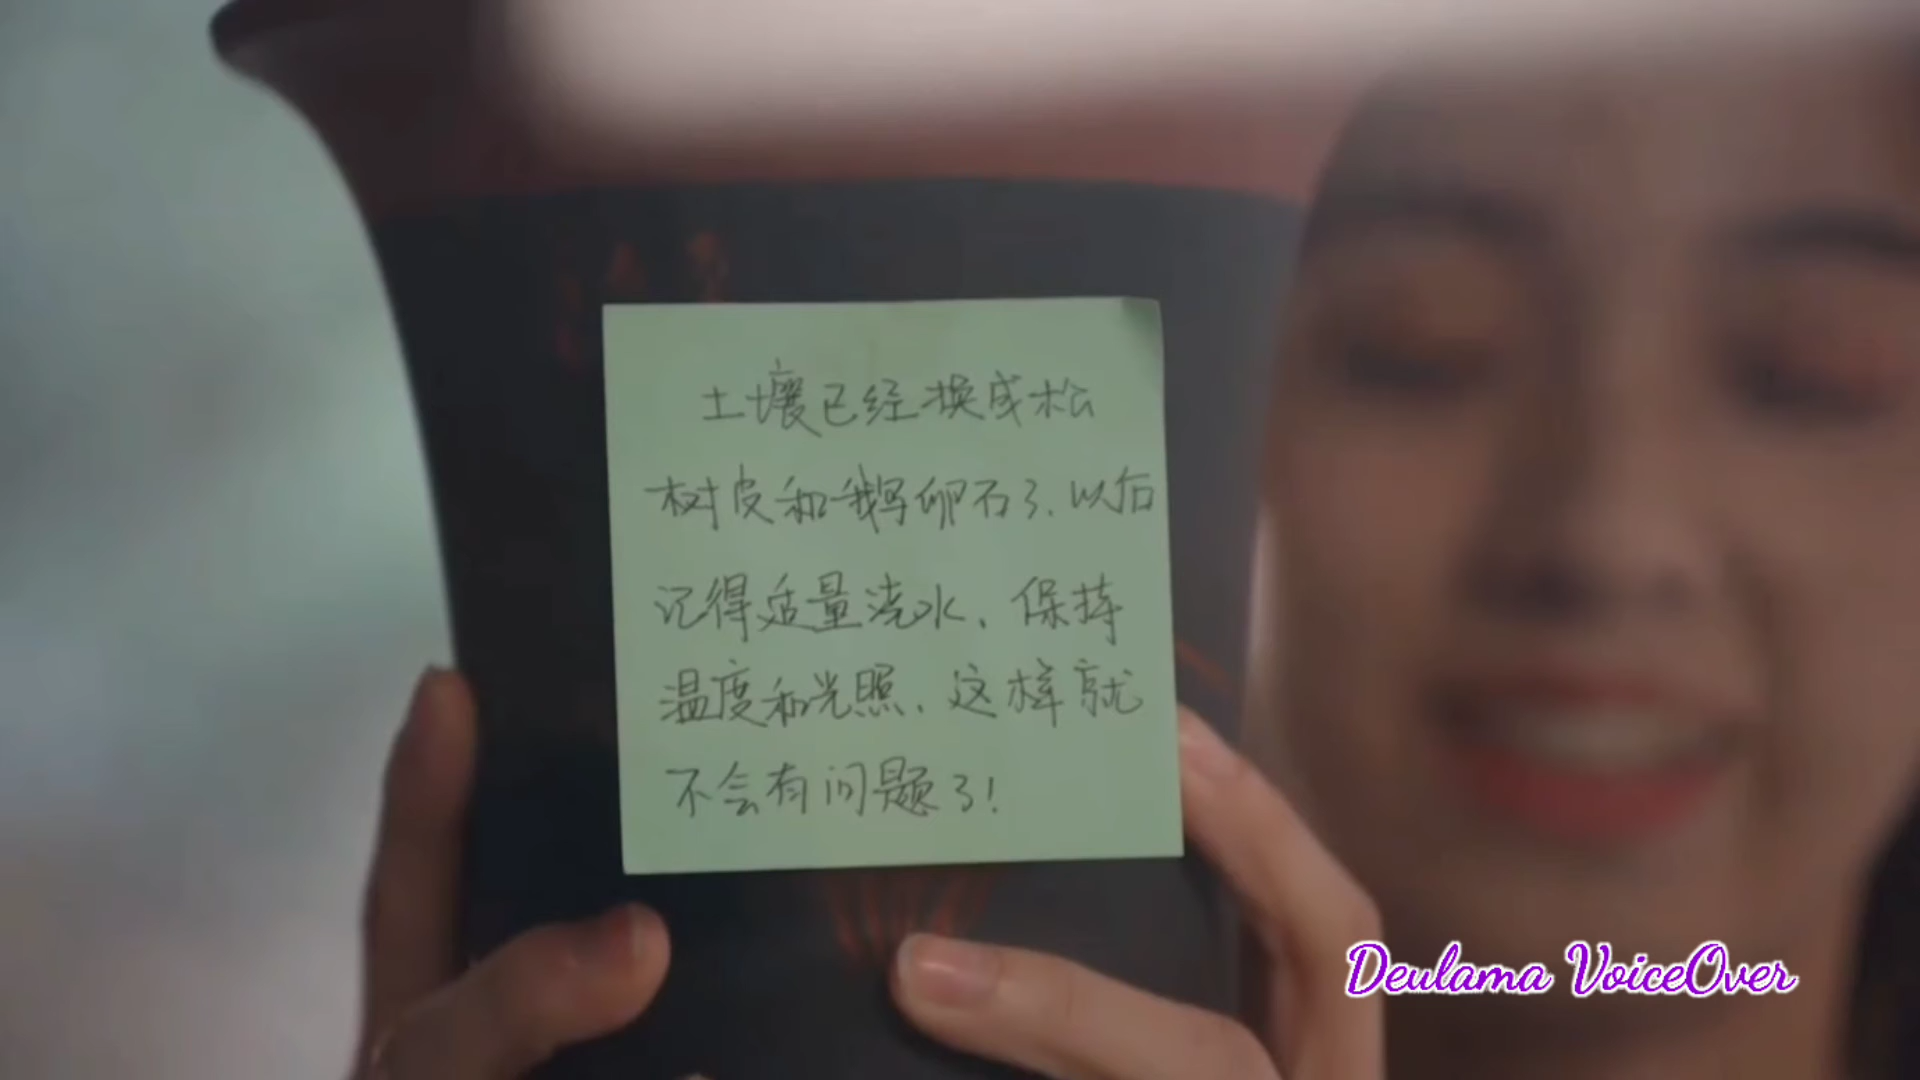 土壤已经换成松
树皮和鹅卵石了、以后
记得适量浇水、保持
温度和光照、这样就
不会有问题了!
Deulama VoiceOver